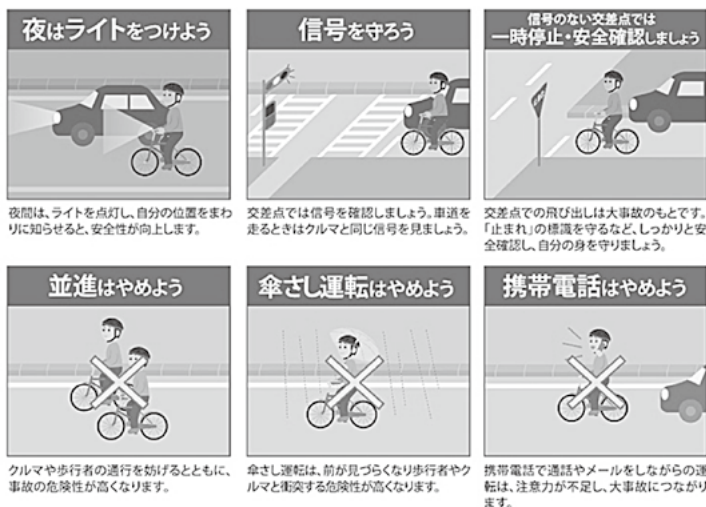 夜はライトをつけよう
夜間は、ライトを点灯し、自分の位置をまわ
りに知らせると、安全性が向上します。
信号を守ろう
交差点では信号を確認しましょう。車道を
走るときはクルマと同じ信号を見ましょう。
信号のない交差点では
一時停止・安全確認しましょう
交差点での飛び出しは大事故のもとです。
「止まれ」の標識を守るなど、しっかりと安
全確認し、自分の身を守りましょう。
並進はやめよう
クルマや歩行者の通行を妨げるとともに、
事故の危険性が高くなります。
傘さし運転はやめよう
傘さし運転は、前が見づらくなり歩行者やク
ルマと衝突する危険性が高くなります。
携帯電話はやめよう
携帯電話で通話やメールをしながらの運
転は、注意力が不足し、大事故につながり
ます。